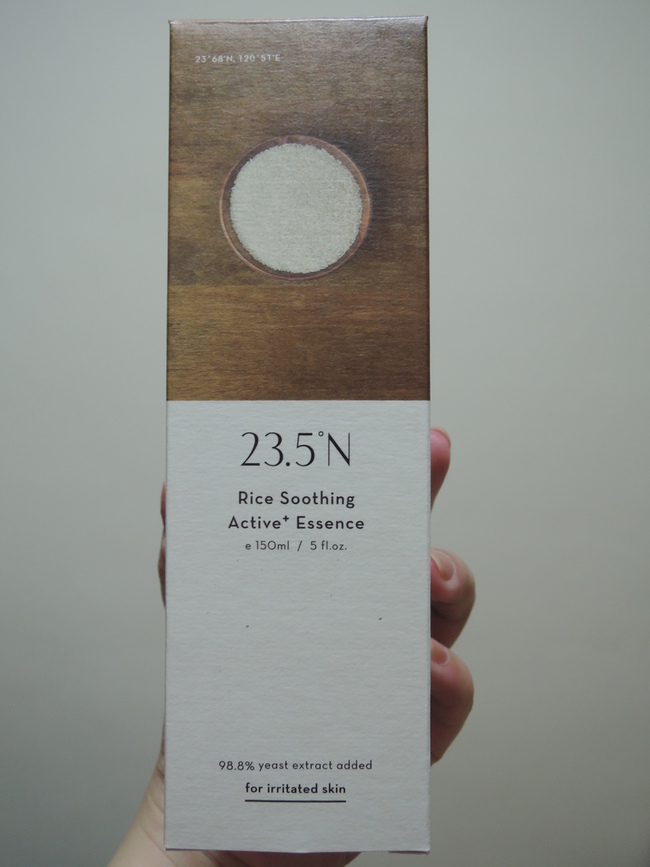 23°68'N, 120°51'E
23.5°N
Rice Soothing
Active⁺ Essence
e 150ml / 5 fl.oz.
98.8% yeast extract added
for irritated skin